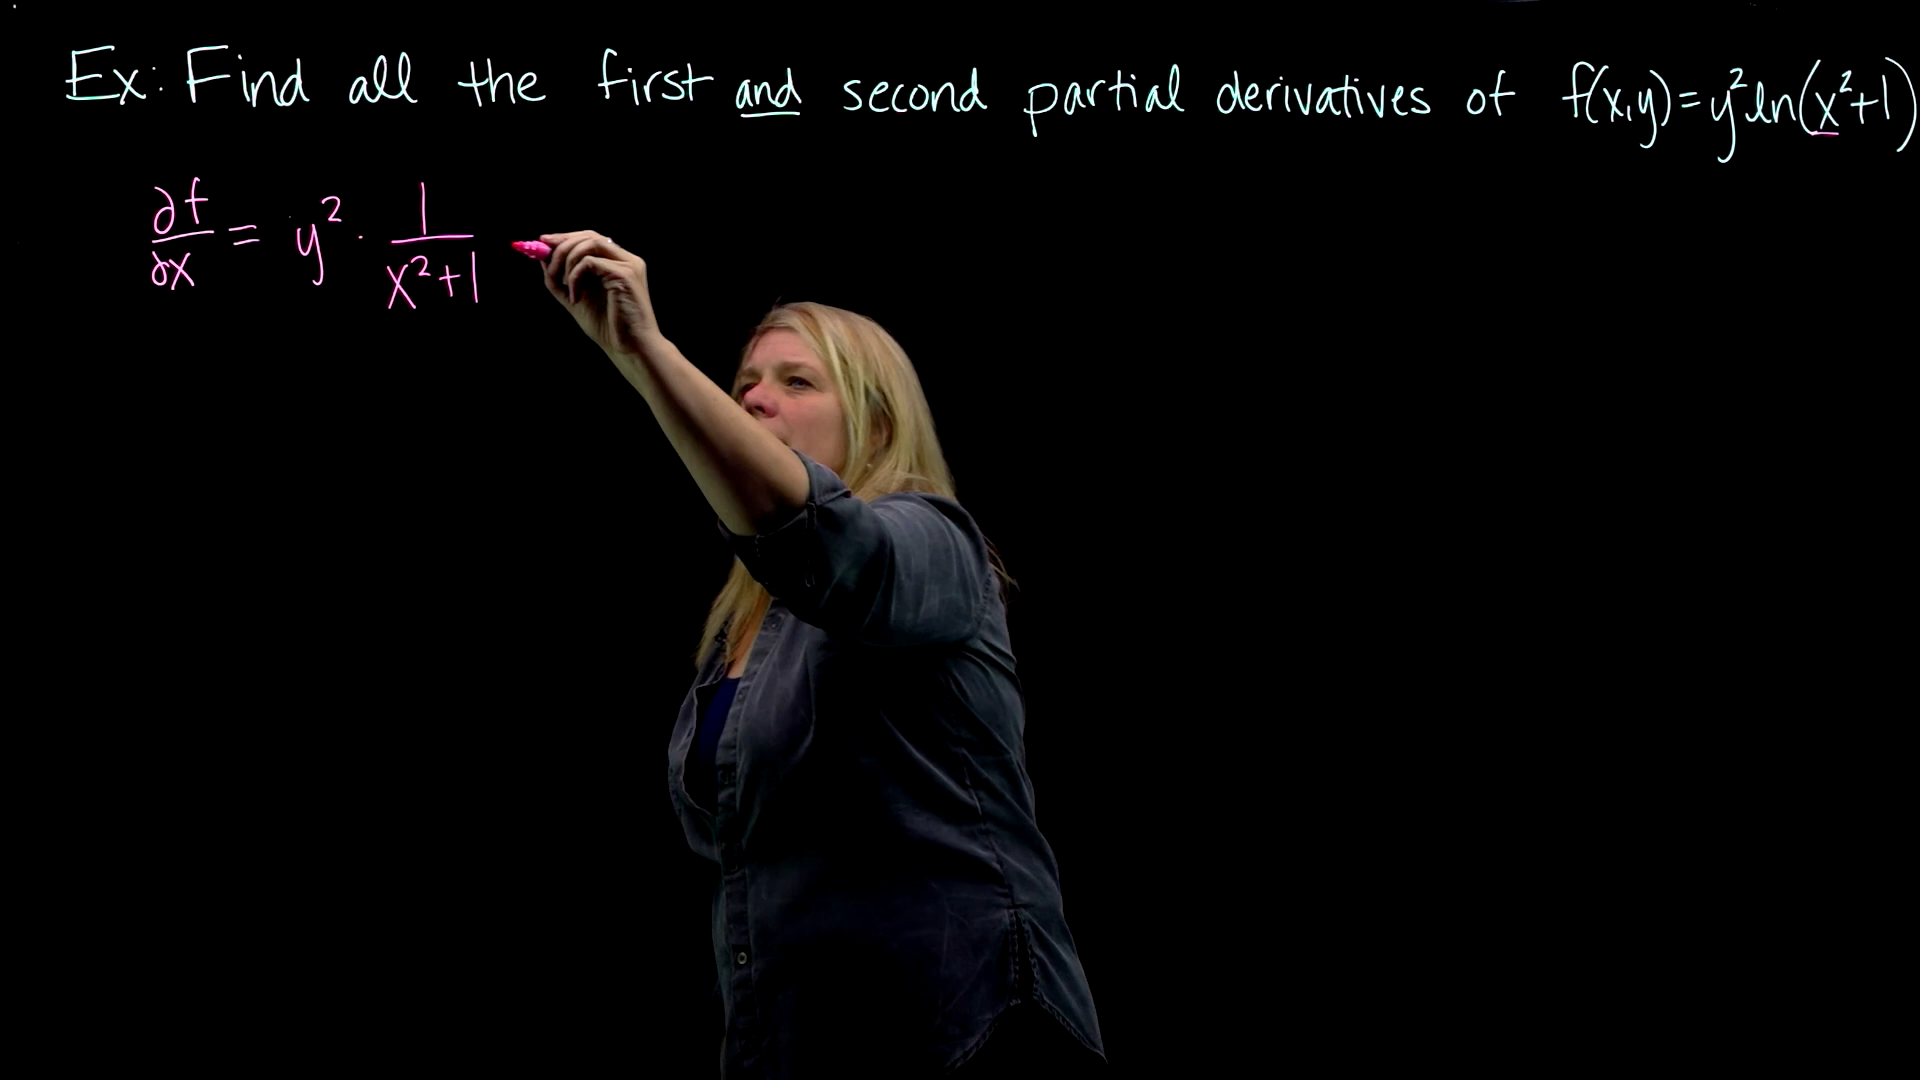 Ex: Find all the first and second partial derivatives of f(x,y)=y²ln(x²+1)
∂f/∂x = y² · 1/(x²+1)